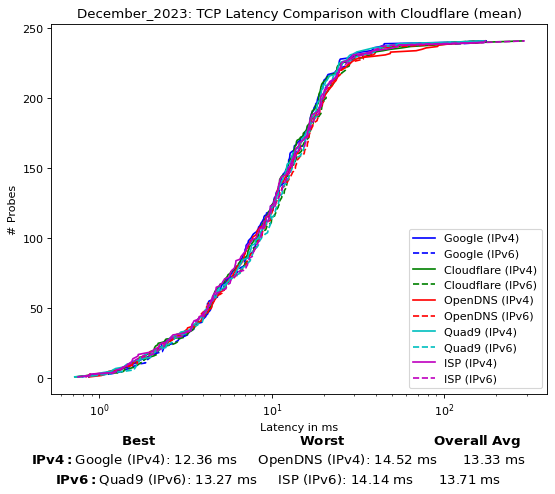 December_2023: TCP Latency Comparison with Cloudflare (mean)
250
200
150
100
50
0
# Probes
Google (IPv4)
Google (IPv6)
Cloudflare (IPv4)
Cloudflare (IPv6)
OpenDNS (IPv4)
OpenDNS (IPv6)
Quad9 (IPv4)
Quad9 (IPv6)
ISP (IPv4)
ISP (IPv6)
10⁰ 10¹ 10²
Latency in ms
Best Worst Overall Avg
IPv4: Google (IPv4): 12.36 ms OpenDNS (IPv4): 14.52 ms 13.33 ms
IPv6: Quad9 (IPv6): 13.27 ms ISP (IPv6): 14.14 ms 13.71 ms